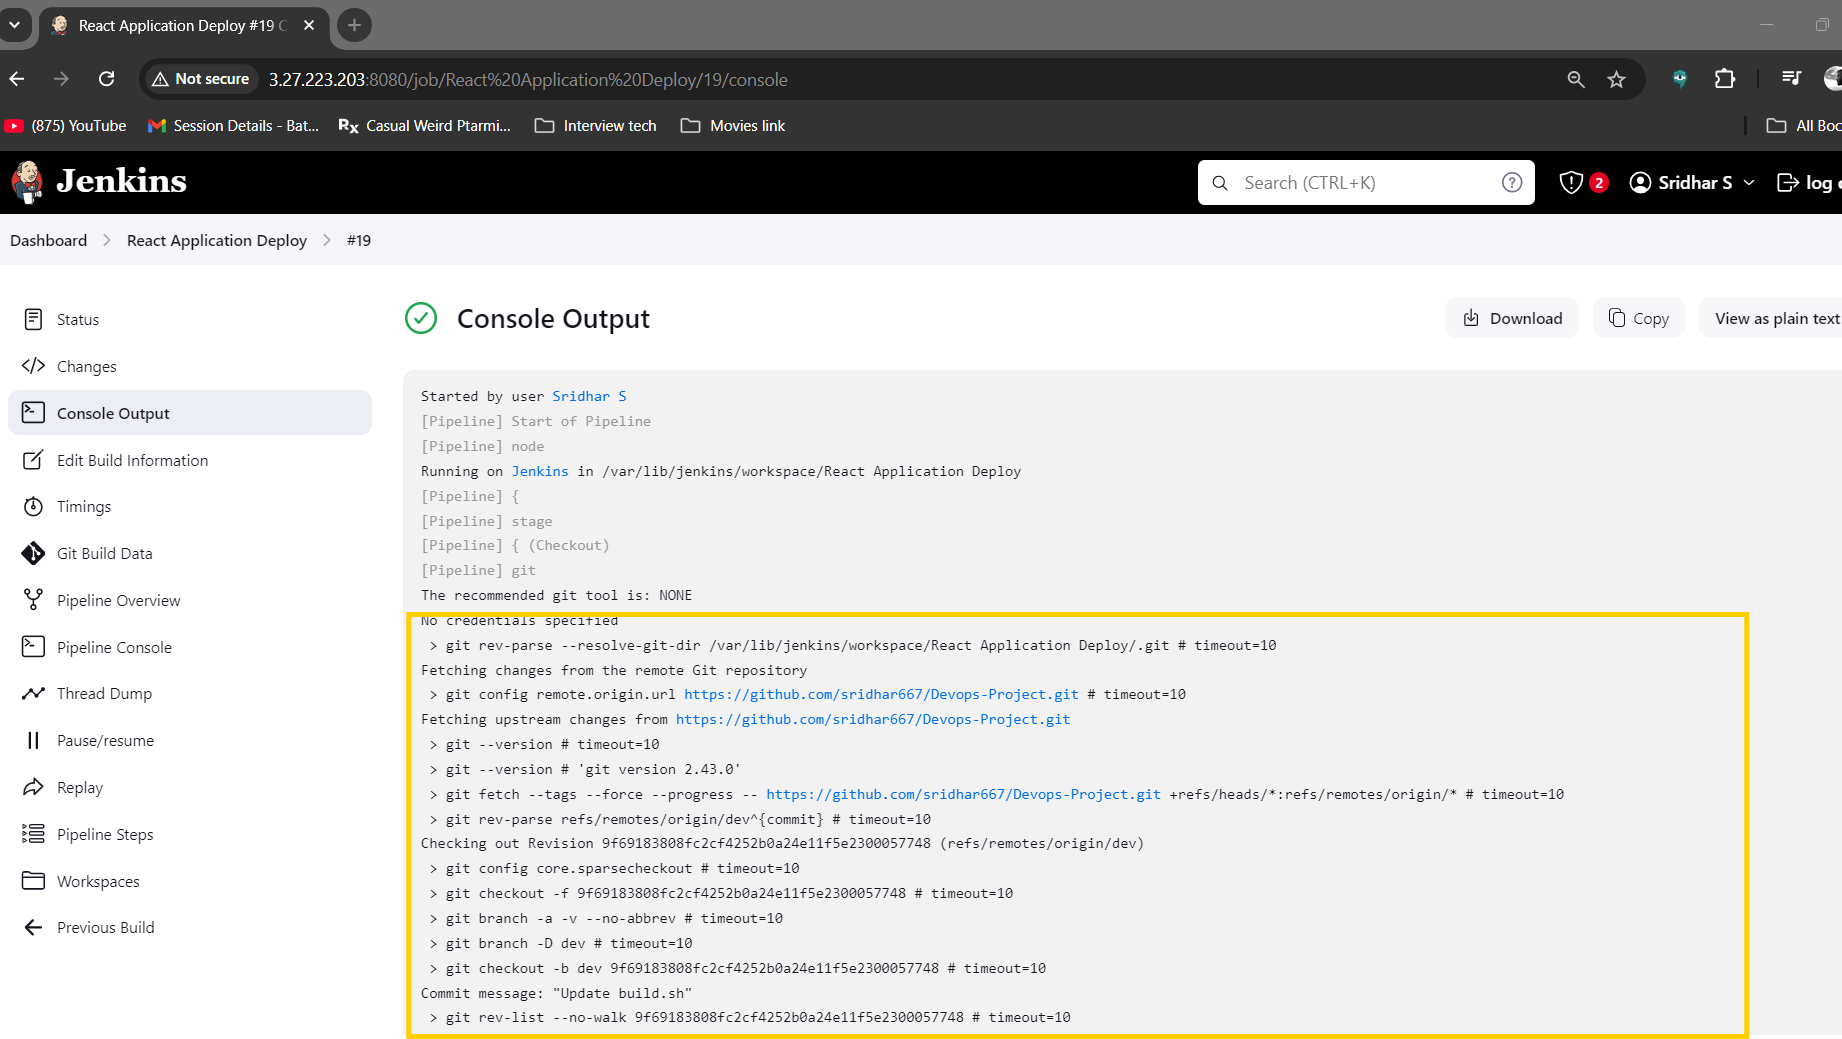 React Application Deploy #19 C
Not secure 3.27.223.203:8080/job/React%20Application%20Deploy/19/console
(875) YouTube Session Details - Bat... Rx Casual Weird Ptarmi... Interview tech Movies link All Boo
Jenkins Search (CTRL+K) 2 Sridhar S log o
Dashboard React Application Deploy #19
Status
Changes
Console Output
Edit Build Information
Timings
Git Build Data
Pipeline Overview
Pipeline Console
Thread Dump
Pause/resume
Replay
Pipeline Steps
Workspaces
Previous Build
Console Output Download Copy View as plain text
Started by user Sridhar S
[Pipeline] Start of Pipeline
[Pipeline] node
Running on Jenkins in /var/lib/jenkins/workspace/React Application Deploy
[Pipeline] {
[Pipeline] stage
[Pipeline] { (Checkout)
[Pipeline] git
The recommended git tool is: NONE
No credentials specified
> git rev-parse --resolve-git-dir /var/lib/jenkins/workspace/React Application Deploy/.git # timeout=10
Fetching changes from the remote Git repository
> git config remote.origin.url https://github.com/sridhar667/Devops-Project.git # timeout=10
Fetching upstream changes from https://github.com/sridhar667/Devops-Project.git
> git --version # timeout=10
> git --version # 'git version 2.43.0'
> git fetch --tags --force --progress -- https://github.com/sridhar667/Devops-Project.git +refs/heads/*:refs/remotes/origin/* # timeout=10
> git rev-parse refs/remotes/origin/dev^{commit} # timeout=10
Checking out Revision 9f69183808fc2cf4252b0a24e11f5e2300057748 (refs/remotes/origin/dev)
> git config core.sparsecheckout # timeout=10
> git checkout -f 9f69183808fc2cf4252b0a24e11f5e2300057748 # timeout=10
> git branch -a -v --no-abbrev # timeout=10
> git branch -D dev # timeout=10
> git checkout -b dev 9f69183808fc2cf4252b0a24e11f5e2300057748 # timeout=10
Commit message: "Update build.sh"
> git rev-list --no-walk 9f69183808fc2cf4252b0a24e11f5e2300057748 # timeout=10